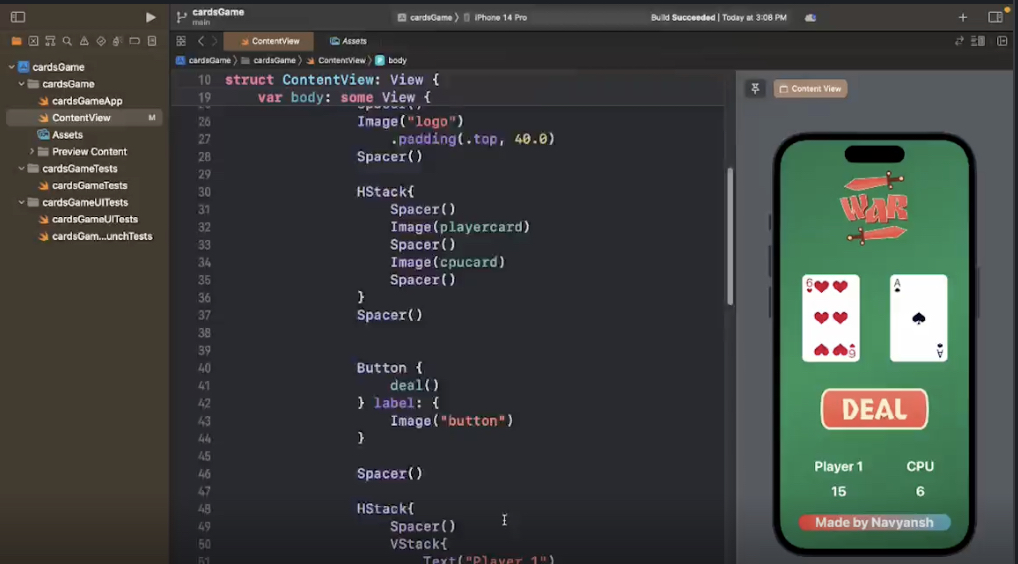 cardsGame
main
cardsGame
iPhone 14 Pro
Build Succeeded | Today at 3:08 PM
ContentView
Assets
cardsGame
cardsGame
ContentView
body
cardsGame
cardsGame
cardsGameApp
ContentView M
Assets
Preview Content
cardsGameTests
cardsGameTests
cardsGameUITests
cardsGameUITests
cardsGam...unchTests
10 struct ContentView: View {
19 var body: some View {
26 Image("logo")
27 .padding(.top, 40.0)
28 Spacer()
29
30 HStack{
31 Spacer()
32 Image(playercard)
33 Spacer()
34 Image(cpucard)
35 Spacer()
36 }
37 Spacer()
38
39
40 Button {
41 deal()
42 } label: {
43 Image("button")
44 }
45
46 Spacer()
47
48 HStack{
49 Spacer()
50 VStack{
Text("Player 1")
Content View
WAR
6
6
A
A
DEAL
Player 1 CPU
15 6
Made by Navyansh